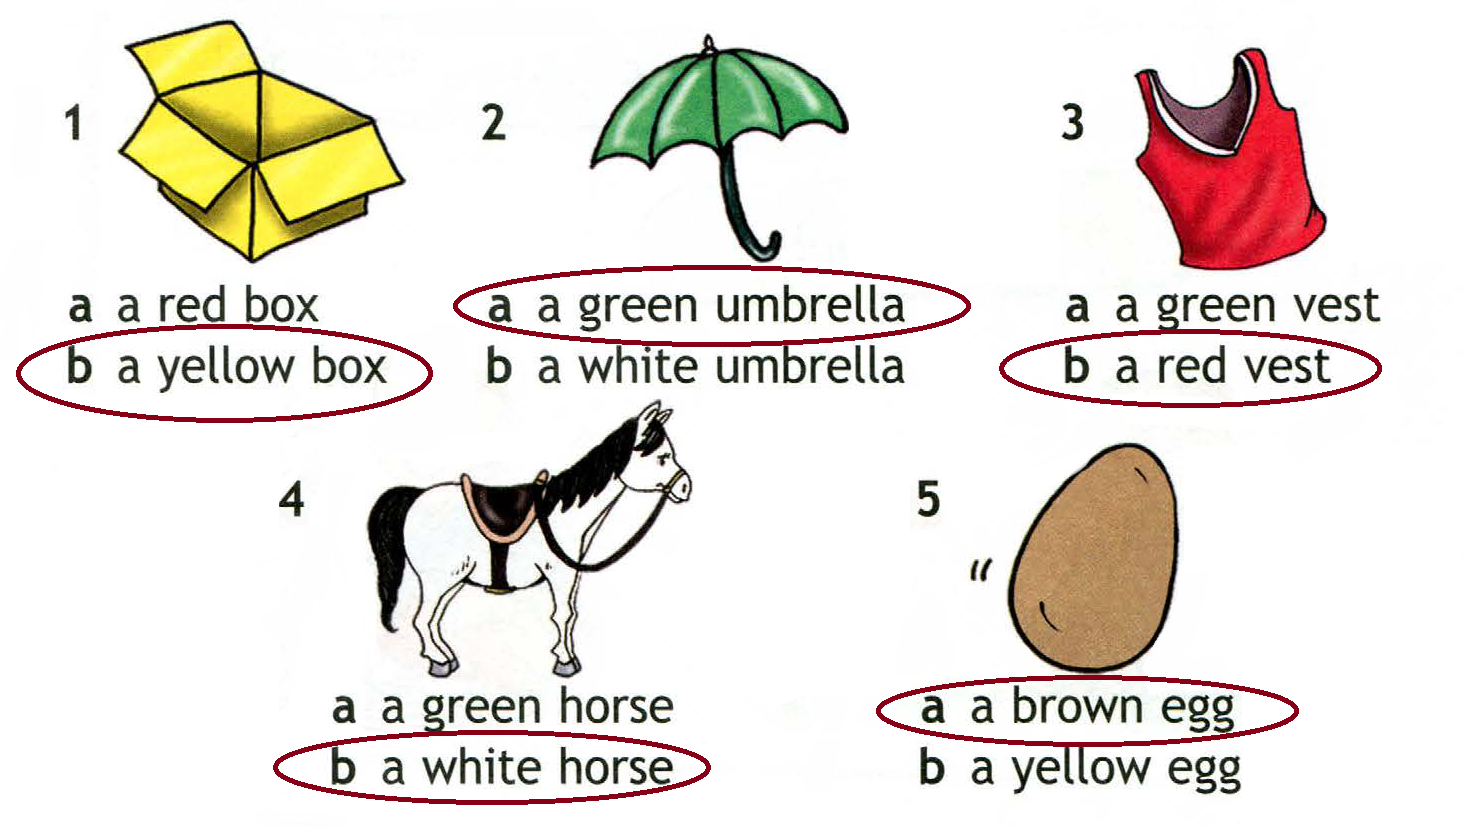 1
2
3
a a red box
b a yellow box
a a green umbrella
b a white umbrella
a a green vest
b a red vest
4
5
a a green horse
b a white horse
a a brown egg
b a yellow egg